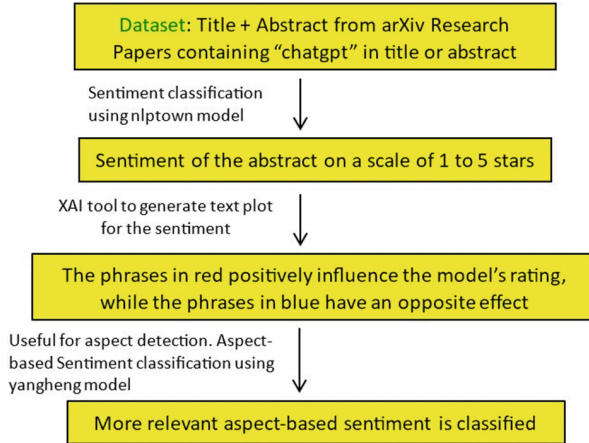 Dataset: Title + Abstract from arXiv Research
Papers containing “chatgpt” in title or abstract
Sentiment classification
using nlptown model
Sentiment of the abstract on a scale of 1 to 5 stars
XAI tool to generate text plot
for the sentiment
The phrases in red positively influence the model’s rating,
while the phrases in blue have an opposite effect
Useful for aspect detection. Aspect-
based Sentiment classification using
yangheng model
More relevant aspect-based sentiment is classified